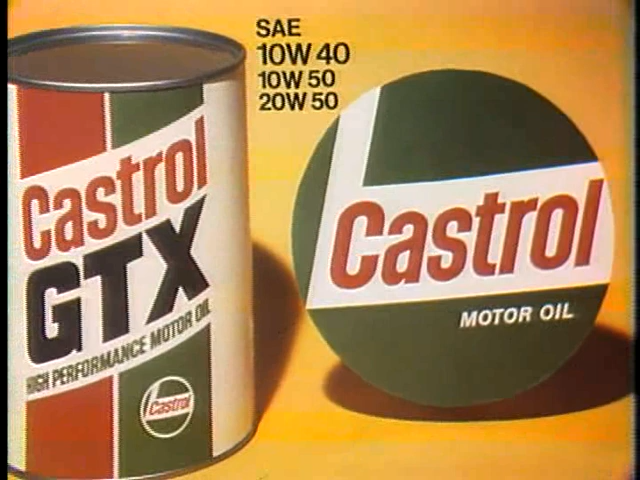 SAE
10W 40
10W 50
20W 50
Castrol
GTX
HIGH PERFORMANCE MOTOR OIL
Castrol
Castrol
MOTOR OIL